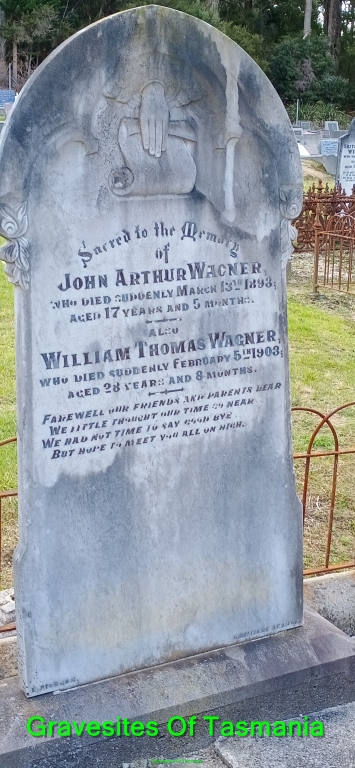 Sacred to the Memory
of
JOHN ARTHUR WAGNER,
WHO DIED SUDDENLY MARCH 13TH 1893,
AGED 17 YEARS AND 5 MONTHS.
ALSO
WILLIAM THOMAS WAGNER,
WHO DIED SUDDENLY FEBRUARY 5TH 1903,
AGED 28 YEARS AND 8 MONTHS.
FAREWELL OUR FRIENDS AND PARENTS DEAR
WE LITTLE THOUGHT OUR TIME SO NEAR
WE HAD NOT TIME TO SAY GOOD BYE
BUT HOPE TO MEET YOU ALL ON HIGH.
Gravesites Of Tasmania